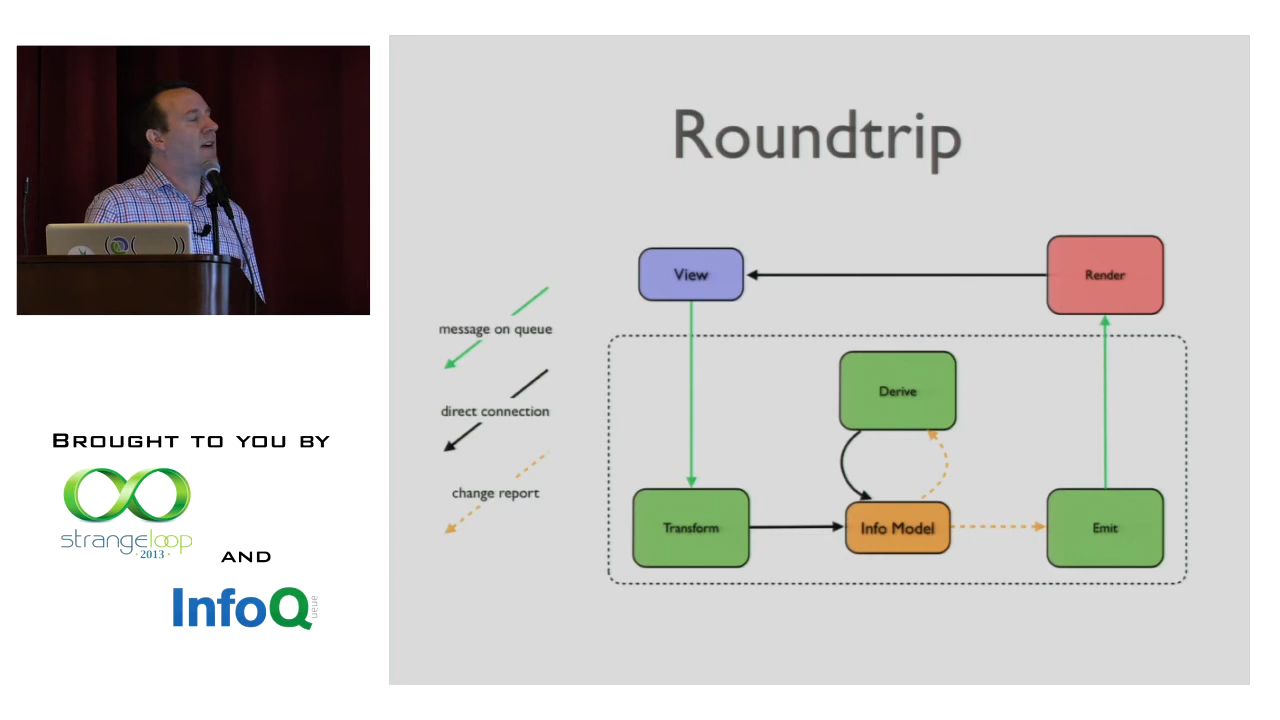 Roundtrip
View
Render
message on queue
Derive
direct connection
change report
Transform
Info Model
Emit
BROUGHT TO YOU BY
strangeloop
· 2013 ·
AND
InfoQ